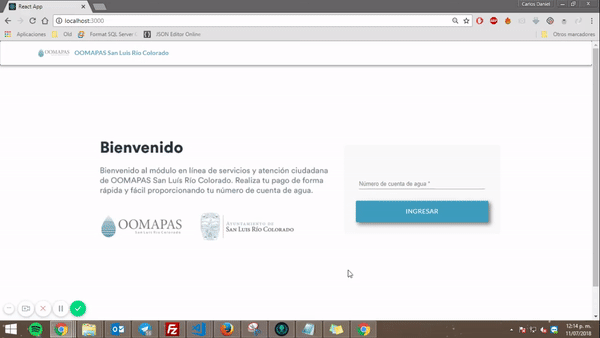 React App
Carlos Daniel
localhost:3000
Aplicaciones
Old
Format SQL Server
JSON Editor Online
Otros marcadores
OOMAPAS San Luis Río Colorado
Bienvenido
Bienvenido al módulo en línea de servicios y atención ciudadana
de OOMAPAS San Luis Río Colorado. Realiza tu pago de forma
rápida y fácil proporcionando tu número de cuenta de agua.
Número de cuenta de agua *
INGRESAR
OOMAPAS
San Luis Río Colorado
Ayuntamiento de
San Luis Río Colorado
12:14 p. m.
11/07/2018